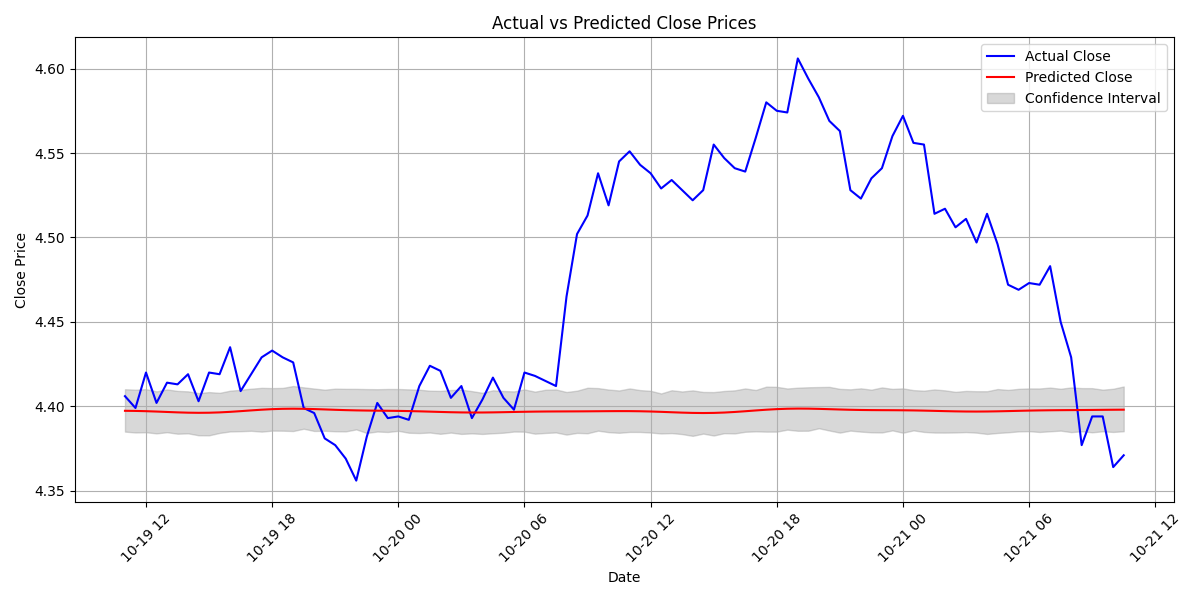 Actual vs Predicted Close Prices
Actual Close
Predicted Close
Confidence Interval
Close Price
4.60
4.55
4.50
4.45
4.40
4.35
10-19 12
10-19 18
10-20 00
10-20 06
10-20 12
10-20 18
10-21 00
10-21 06
10-21 12
Date